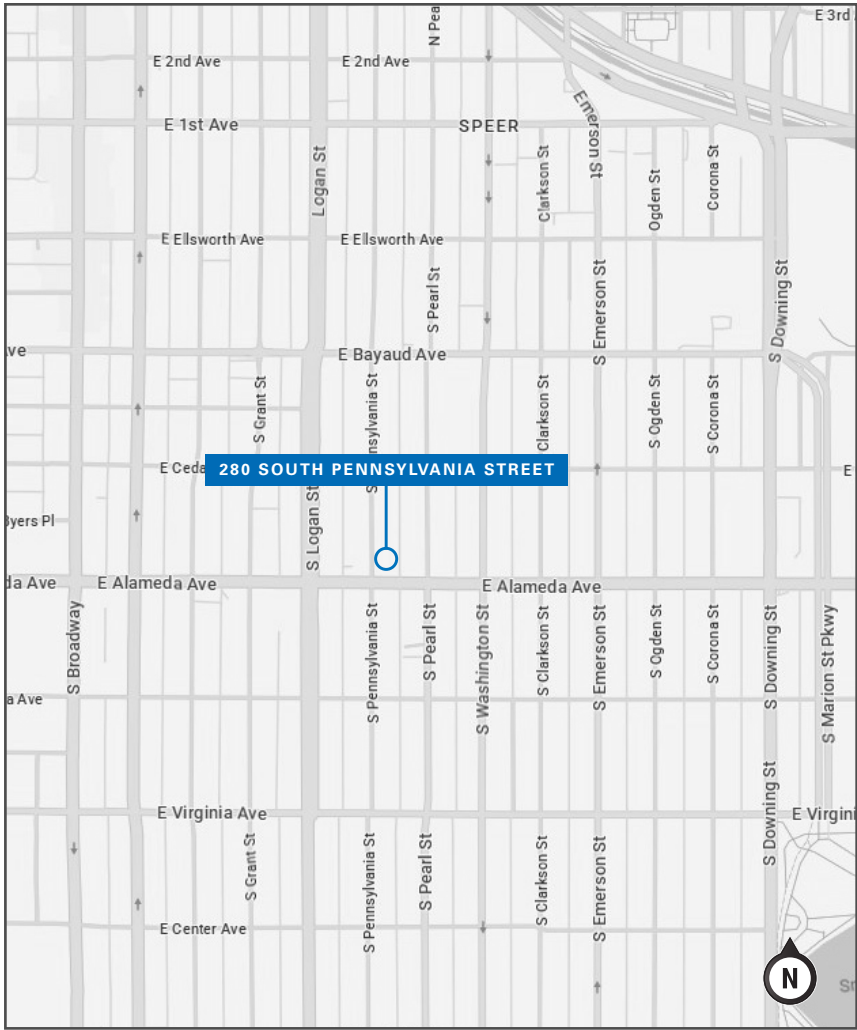 E 3rd
N Pea
E 2nd Ave
E 2nd Ave
Emerson St
E 1st Ave
SPEER
Logan St
Clarkson St
Ogden St
Corona St
E Ellsworth Ave
E Ellsworth Ave
S Pearl St
S Emerson St
S Downing St
ve
E Bayaud Ave
S Grant St
nsylvania St
Clarkson St
S Ogden St
S Corona St
E Ceda
280 SOUTH PENNSYLVANIA STREET
E
S Logan St
Byers Pl
da Ave
E Alameda Ave
E Alameda Ave
S Broadway
S Pennsylvania St
S Pearl St
S Washington St
S Clarkson St
S Emerson St
S Ogden St
S Corona St
S Downing St
S Marion St Pkwy
a Ave
S Downing St
E Virginia Ave
E Virgini
S Grant St
S Pennsylvania St
S Pearl St
S Clarkson St
S Emerson St
E Center Ave
N